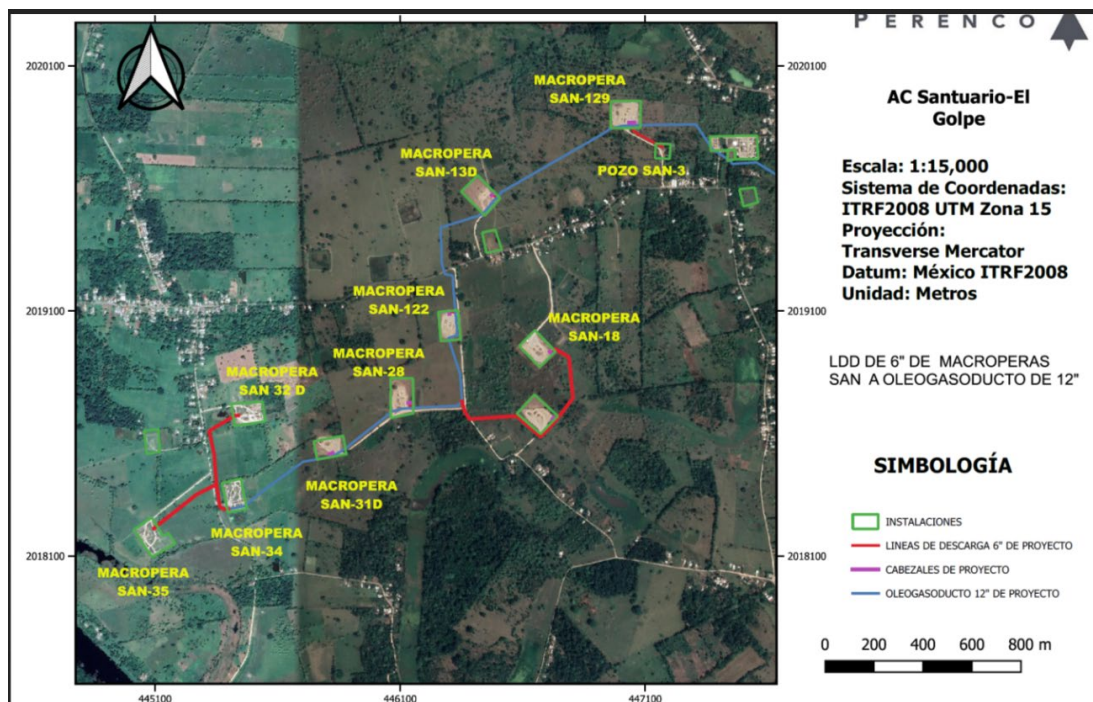 PERENCO
2020100
2020100
MACROPERA
SAN-129
AC Santuario-El
Golpe
MACROPERA
SAN-13D
POZO SAN-3.
Escala: 1:15,000
Sistema de Coordenadas:
ITRF2008 UTM Zona 15
Proyección:
Transverse Mercator
Datum: México ITRF2008
Unidad: Metros
MACROPERA
SAN-122
2019100
2019100
MACROPERA
SAN-18
MACROPERA
SAN-28
LDD DE 6" DE MACROPERAS
SAN A OLEOGASODUCTO DE 12"
MACROPERA
SAN 32 D
MACROPERA
SAN-31D
SIMBOLOGÍA
INSTALACIONES
LINEAS DE DESCARGA 6" DE PROYECTO
CABEZALES DE PROYECTO
OLEOGASODUCTO 12" DE PROYECTO
MACROPERA
SAN-34
2018100
2018100
MACROPERA
SAN-35
0 200 400 600 800 m
445100
446100
447100